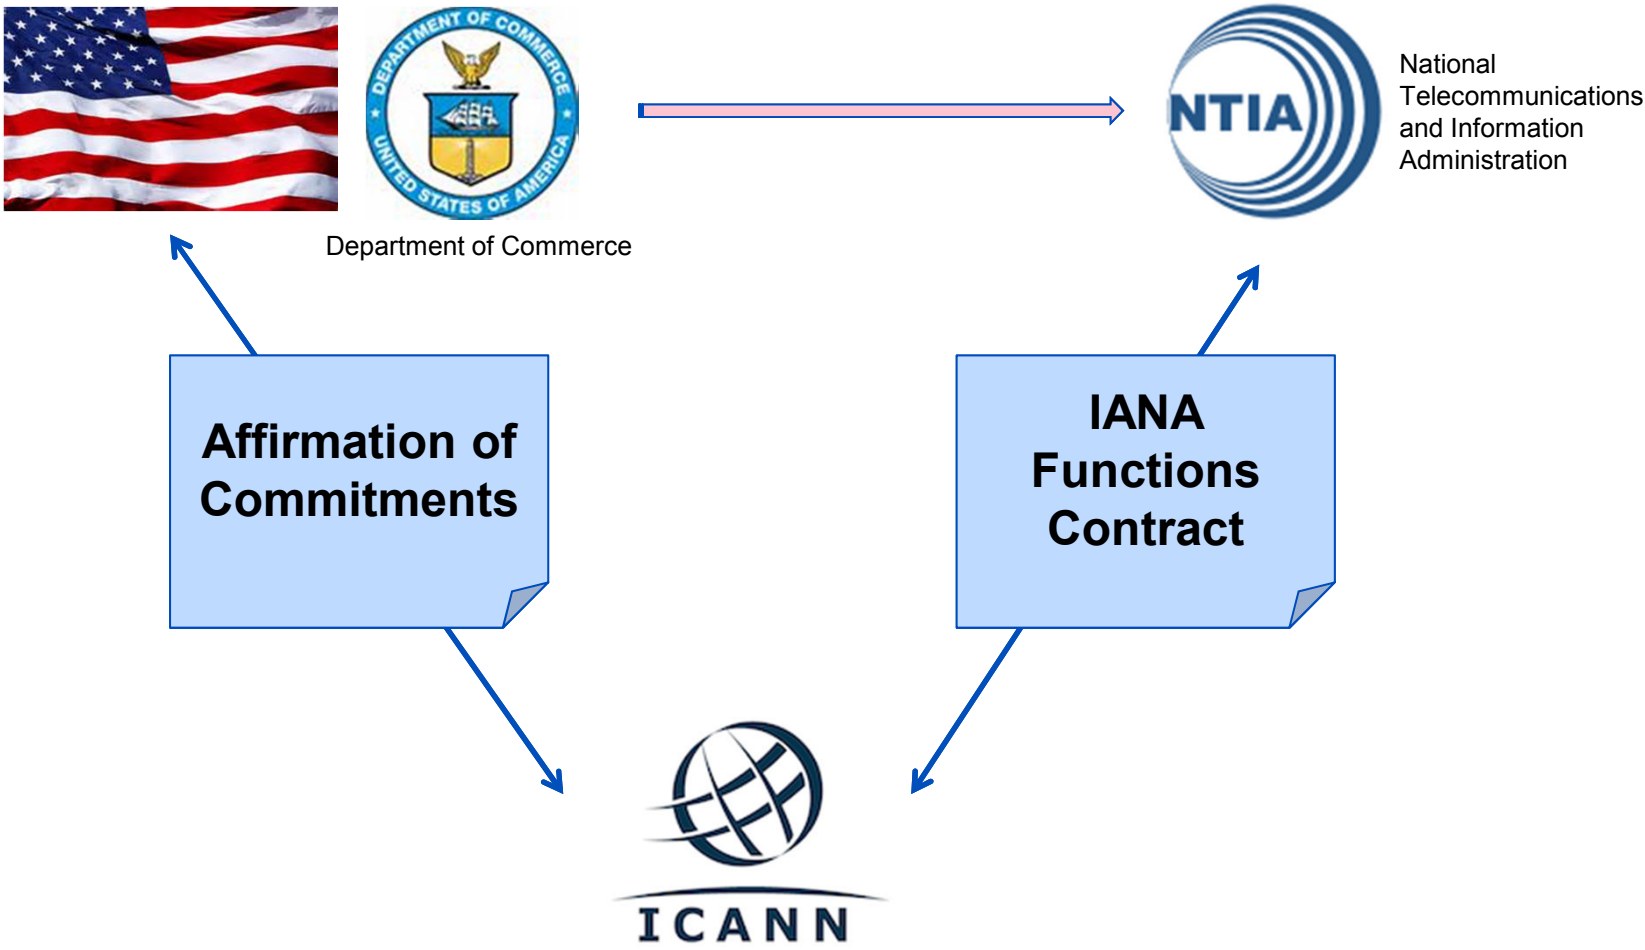 DEPARTMENT OF COMMERCE
UNITED STATES OF AMERICA
NTIA
National
Telecommunications
and Information
Administration
Department of Commerce
Affirmation of
Commitments
IANA
Functions
Contract
ICANN